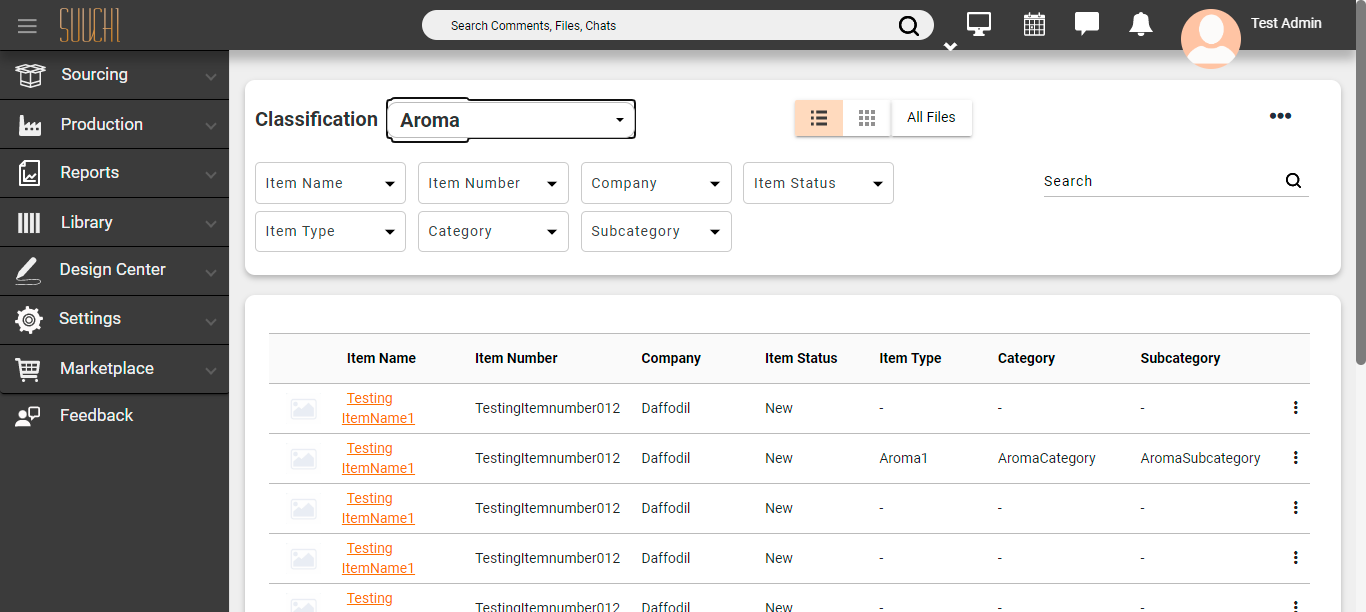 SUUCHI
Search Comments, Files, Chats
Test Admin
Sourcing
Production
Reports
Library
Design Center
Settings
Marketplace
Feedback
Classification Aroma
All Files
Item Name Item Number Company Item Status
Search
Item Type Category Subcategory
Item Name Item Number Company Item Status Item Type Category Subcategory
Testing
ItemName1 TestingItemnumber012 Daffodil New - - -
Testing
ItemName1 TestingItemnumber012 Daffodil New Aroma1 AromaCategory AromaSubcategory
Testing
ItemName1 TestingItemnumber012 Daffodil New - - -
Testing
ItemName1 TestingItemnumber012 Daffodil New - - -
Testing
TestingItemnumber012 Daffodil New - - -